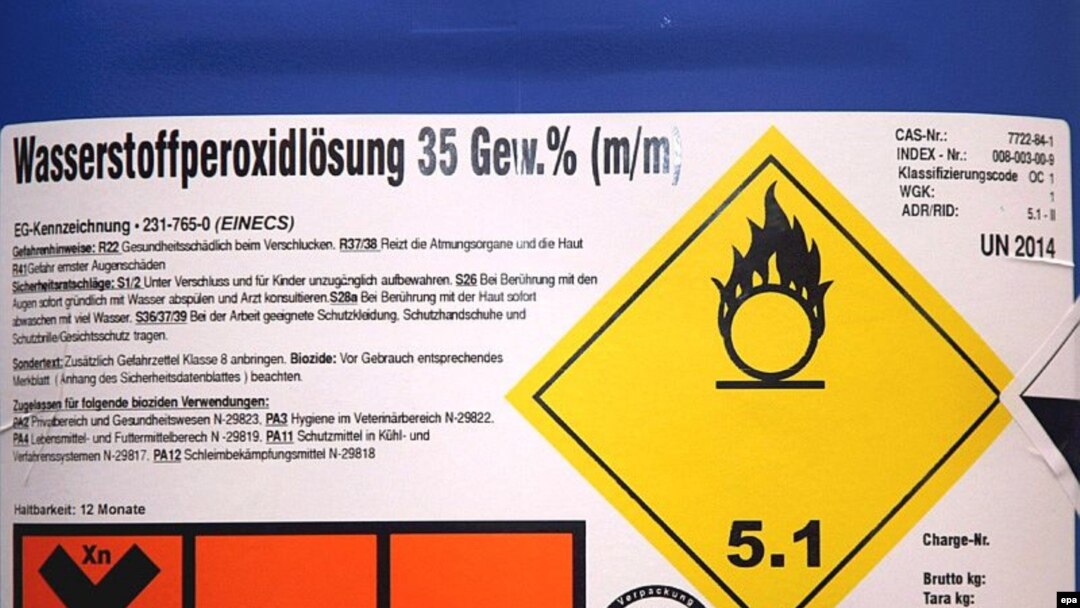 Wasserstoffperoxidlösung 35 Gew.% (m/m)
EG-Kennzeichnung • 231-765-0 (EINECS)
Gefahrenhinweise: R22 Gesundheitsschädlich beim Verschlucken. R37/38 Reizt die Atmungsorgane und die Haut
R41Gefahr ernster Augenschäden
Sicherheitsratschläge: S1/2 Unter Verschluss und für Kinder unzugänglich aufbewahren. S26 Bei Berührung mit den
Augen sofort gründlich mit Wasser abspülen und Arzt konsultieren.S28a Bei Berührung mit der Haut sofort
abwaschen mit viel Wasser. S36/37/39 Bei der Arbeit geeignete Schutzkleidung, Schutzhandschuhe und
Schutzbrille/Gesichtsschutz tragen.
Sondertext:Zusätzlich Gefahrzettel Klasse 8 anbringen. Biozide: Vor Gebrauch entsprechendes
Merkblatt (Anhang des Sicherheitsdatenblattes ) beachten.
Zugelassen für folgende bioziden Verwendungen:
PA2 Privatbereich und Gesundheitswesen N-29823. PA3 Hygiene im Veterinärbereich N-29822.
PA4 Lebensmittel- und Futtermittelberech N -29819. PA11 Schutzmittel in Kühl- und
Verfahrenssystemen N-29817. PA12 Schleimbekämpfungsmittel N-29818
Haltbarkeit: 12 Monate
Xn
5.1
CAS-Nr.: 7722-84-1
INDEX - Nr.: 008-003-00-9
Klassifizierungscode OC 1
WGK: 1
ADR/RID: 5.1 - II
UN 2014
Charge-Nr.
Brutto kg:
Tara kg:
Verpackung
epa